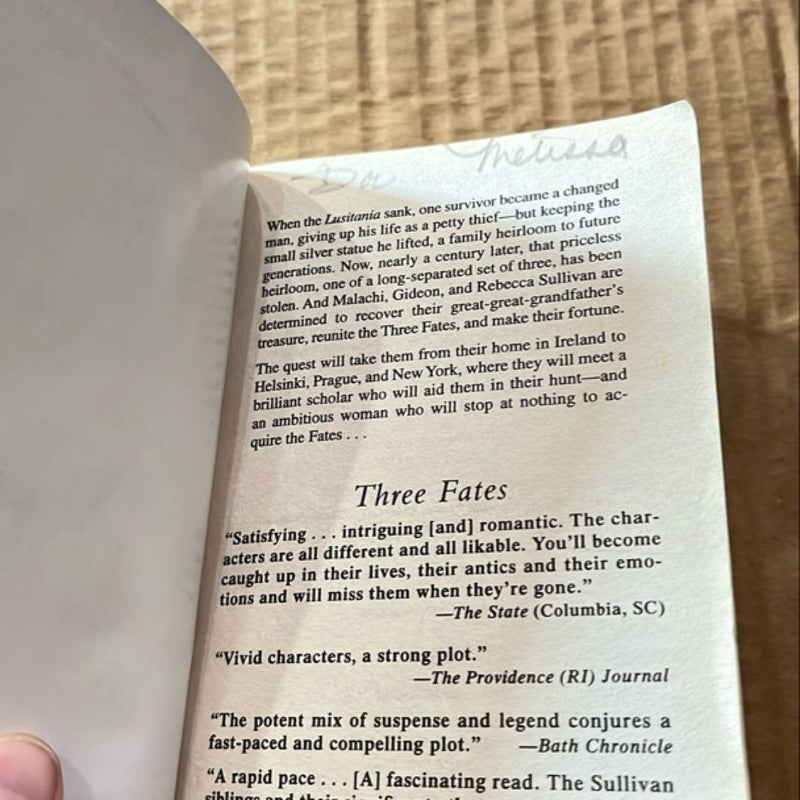 Melissa
When the Lusitania sank, one survivor became a changed
man, giving up his life as a petty thief—but keeping the
small silver statue he lifted, a family heirloom to future
generations. Now, nearly a century later, that priceless
heirloom, one of a long-separated set of three, has been
stolen. And Malachi, Gideon, and Rebecca Sullivan are
determined to recover their great-great-grandfather's
treasure, reunite the Three Fates, and make their fortune.
The quest will take them from their home in Ireland to
Helsinki, Prague, and New York, where they will meet a
brilliant scholar who will aid them in their hunt—and
an ambitious woman who will stop at nothing to ac-
quire the Fates . . .
Three Fates
“Satisfying . . . intriguing [and] romantic. The char-
acters are all different and all likable. You'll become
caught up in their lives, their antics and their emo-
tions and will miss them when they're gone.”
—The State (Columbia, SC)
“Vivid characters, a strong plot.”
—The Providence (RI) Journal
“The potent mix of suspense and legend conjures a
fast-paced and compelling plot.” —Bath Chronicle
“A rapid pace . . . [A] fascinating read. The Sullivan
siblings and their